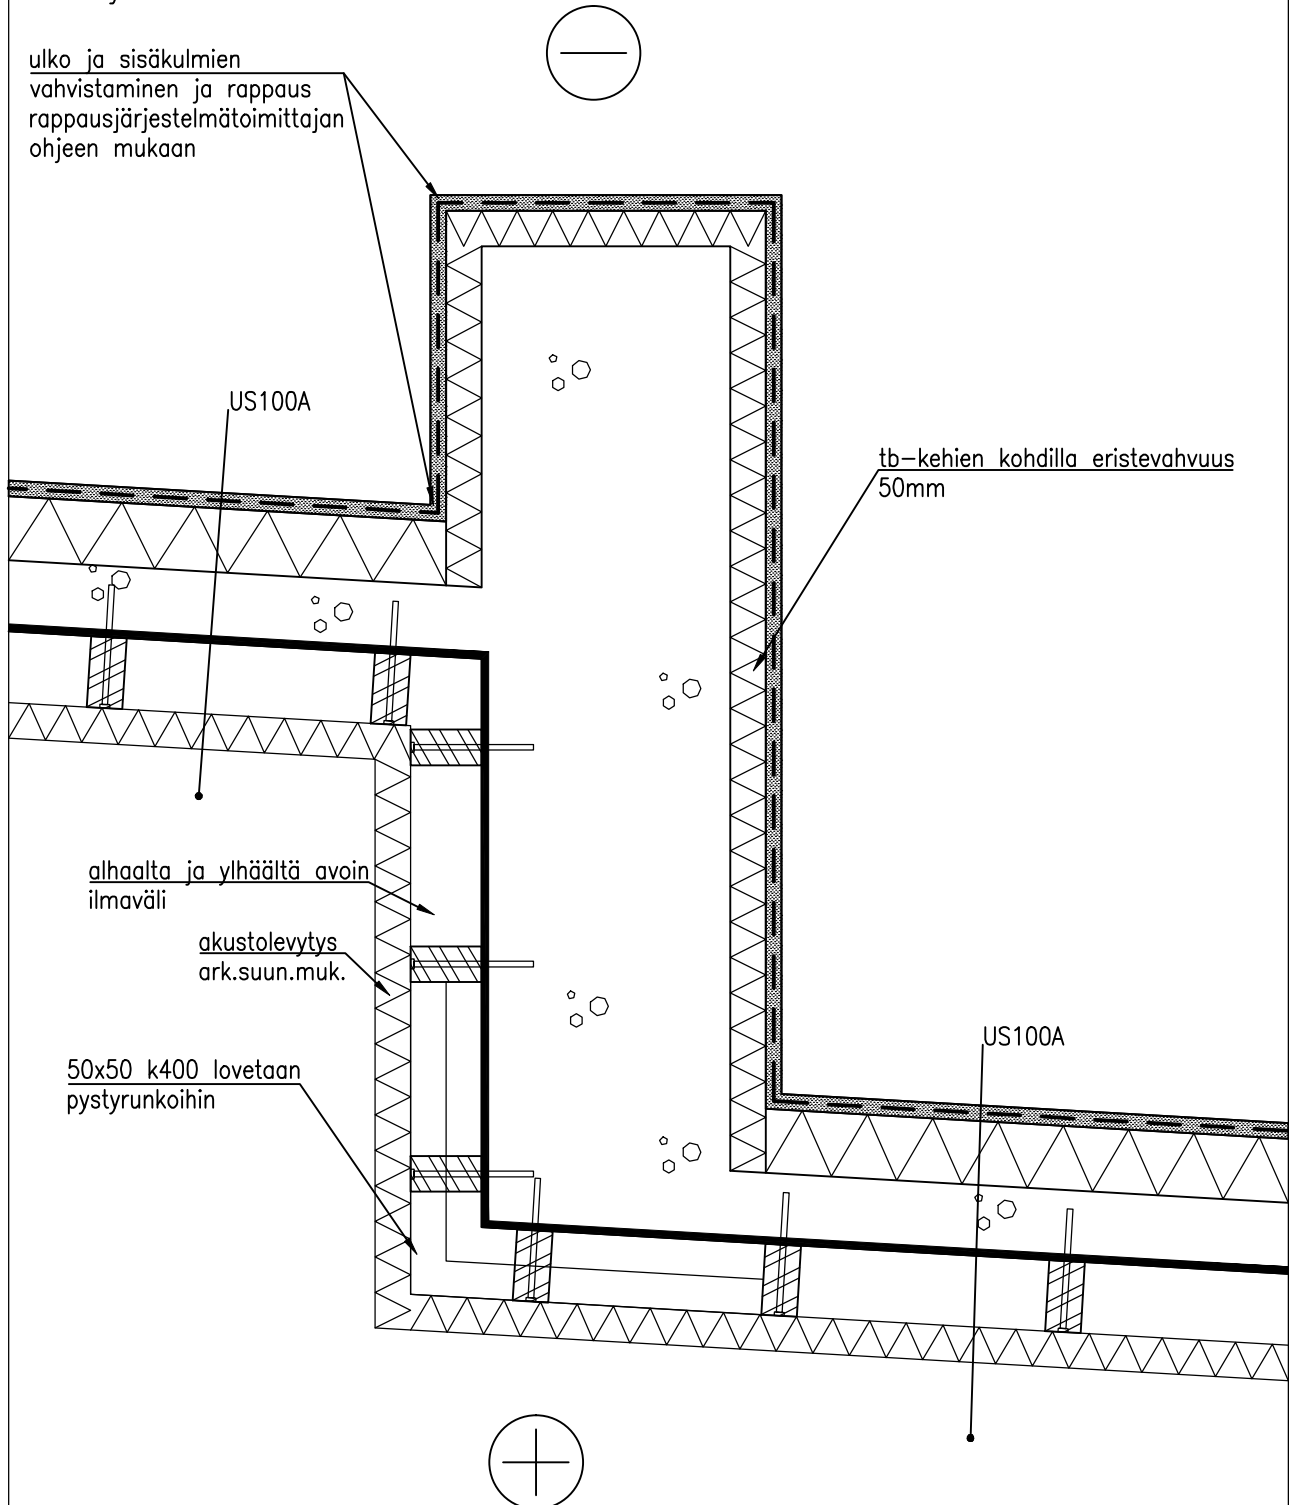 ulko ja sisäkulmien
vahvistaminen ja rappaus
rappausjärjestelmätoimittajan
ohjeen mukaan
US100A
tb-kehien kohdilla eristevahvuus
50mm
alhaalta ja ylhäältä avoin
ilmaväli
akustolevytys
ark.suun.muk.
US100A
50x50 k400 lovetaan
pystyrunkoihin